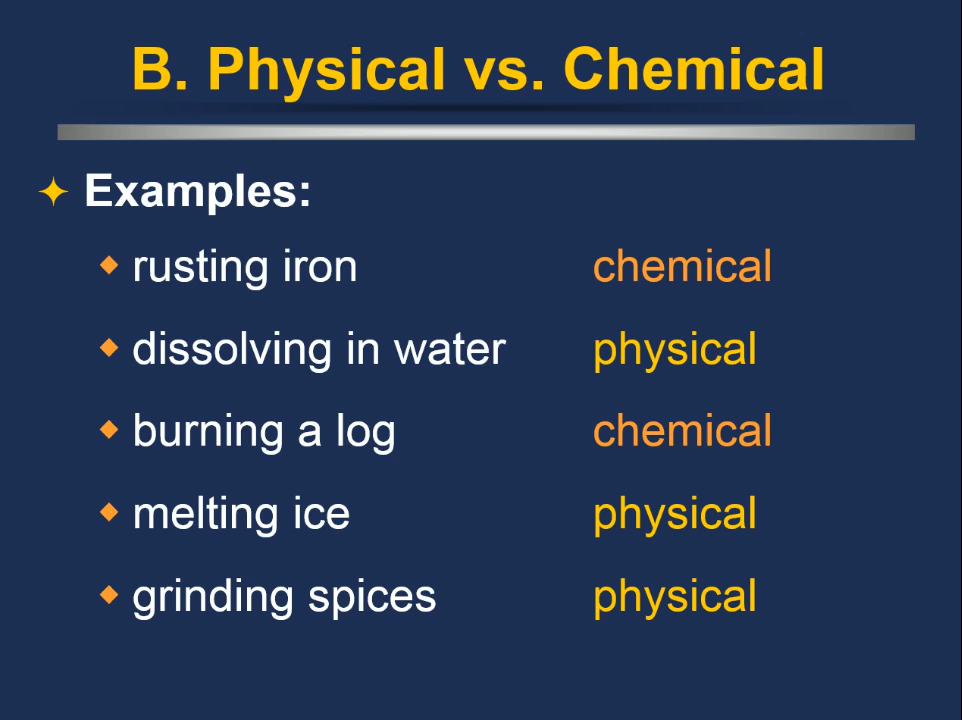 B. Physical vs. Chemical
Examples:
rusting iron chemical
dissolving in water physical
burning a log chemical
melting ice physical
grinding spices physical